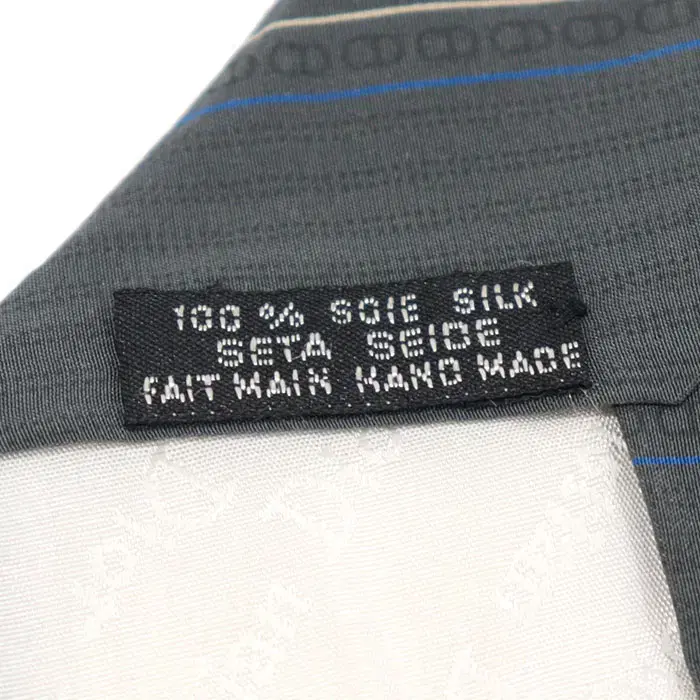 100 % SOIE SILK
SETA SEIDE
FAIT MAIN HAND MADE